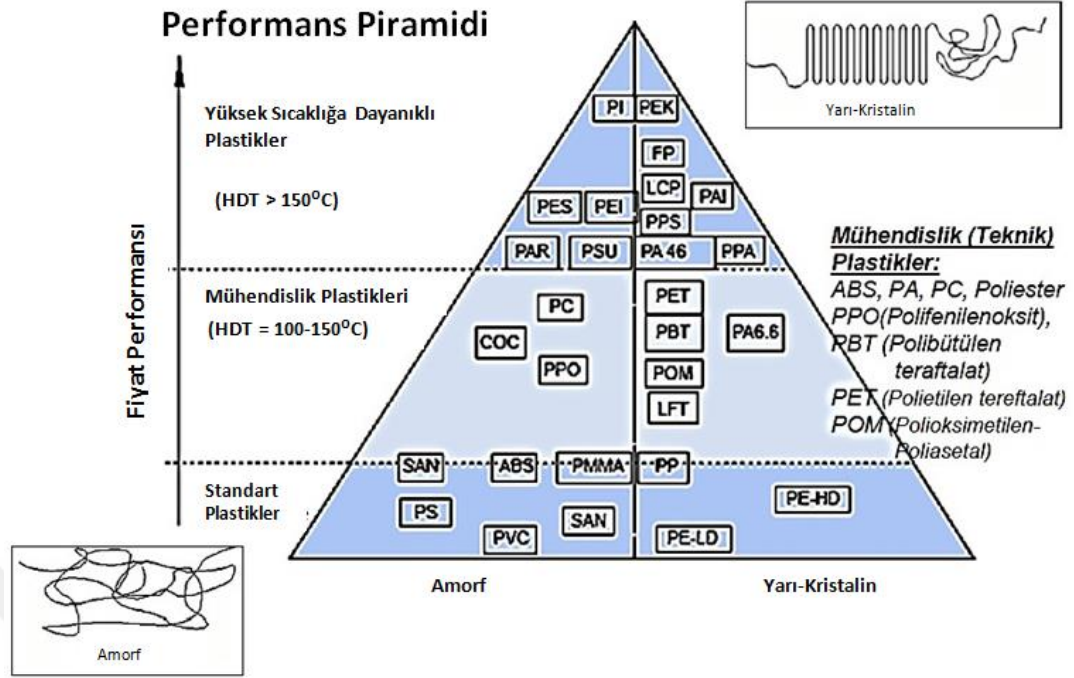 Performans Piramidi
Yarı-Kristalin
Fiyat Performansı
Yüksek Sıcaklığa Dayanıklı
Plastikler
(HDT > 150⁰C)
PI PEK
FP
LCP PAI
PES PEI
PPS
PAR PSU PA 46 PPA
Mühendislik Plastikleri
(HDT = 100-150⁰C)
PC PET
COC PBT PA6.6
PPO POM
LFT
SAN ABS PMMA PP
Standart
Plastikler
PS SAN PE-HD
PVC PE-LD
Mühendislik (Teknik)
Plastikler:
ABS, PA, PC, Poliester
PPO(Polifenilenoksit),
PBT (Polibütülen
teraftalat)
PET (Polietilen tereftalat)
POM(Polioksimetilen-
Poliasetal)
Amorf Yarı-Kristalin
Amorf